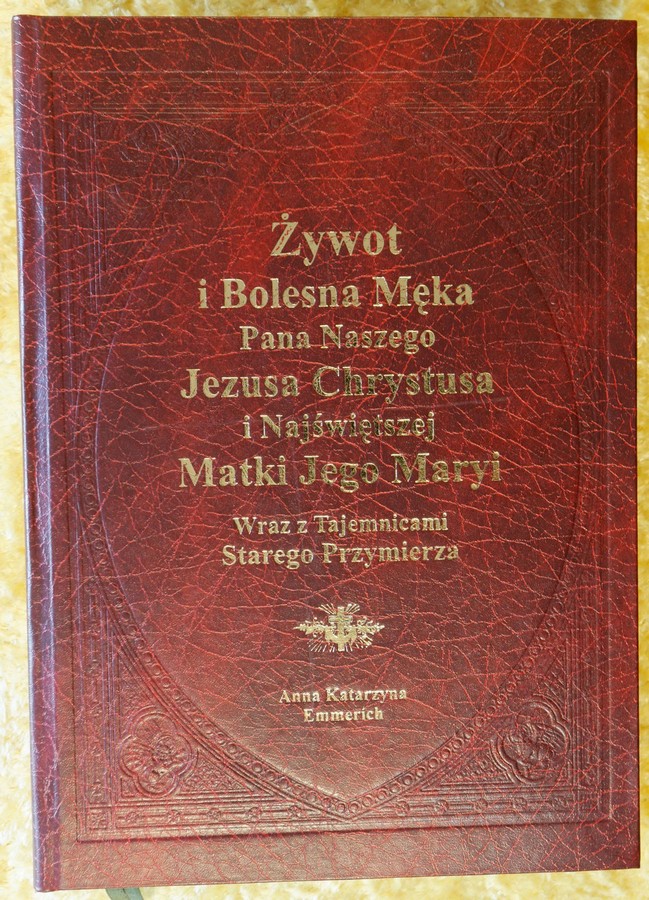 Żywot
i Bolesna Męka
Pana Naszego
Jezusa Chrystusa
i Najświętszej
Matki Jego Maryi
Wraz z Tajemnicami
Starego Przymierza
Anna Katarzyna
Emmerich